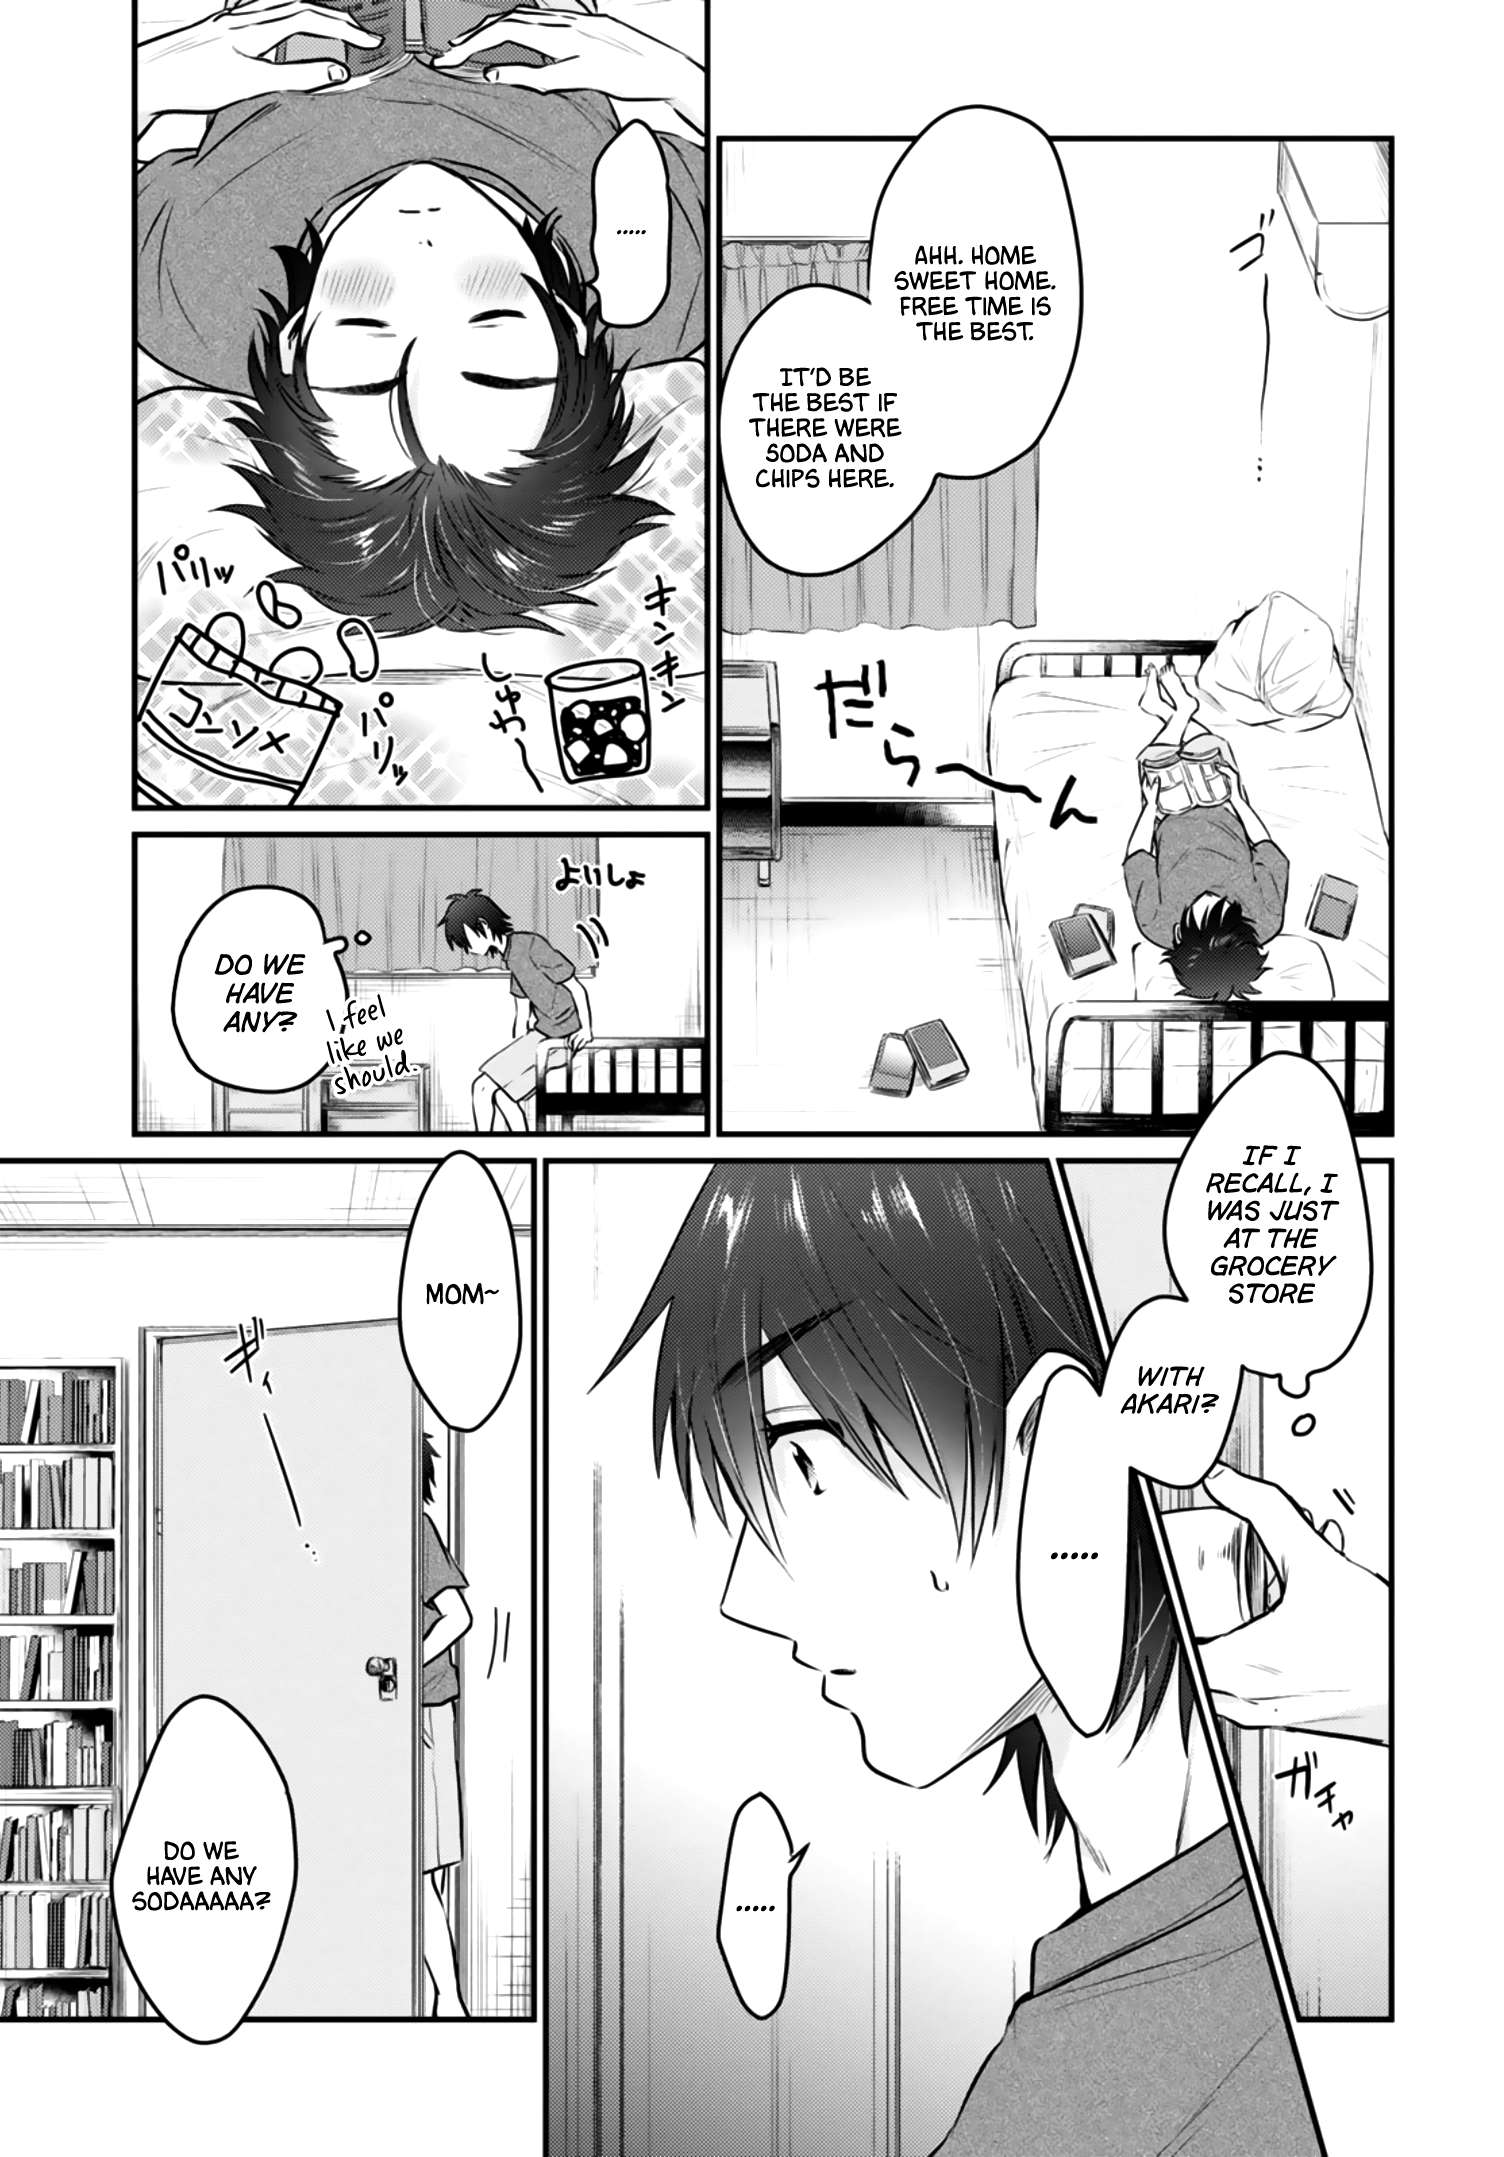 AHH. HOME
SWEET HOME.
FREE TIME IS
THE BEST.
IT'D BE
THE BEST IF
THERE WERE
SODA AND
CHIPS HERE.
ゴー
だら〜〜ん
......
パリッ
コンソメ
パリッ
しゅわ〜
キンキンキン
よいしょ
DO WE
HAVE
ANY?
I feel
like we
should.
IF I
RECALL, I
WAS JUST
AT THE
GROCERY
STORE
WITH
AKARI?
ガチャ
.....
.....
MOM~
ギィ
DO WE
HAVE ANY
SODAAAAA?